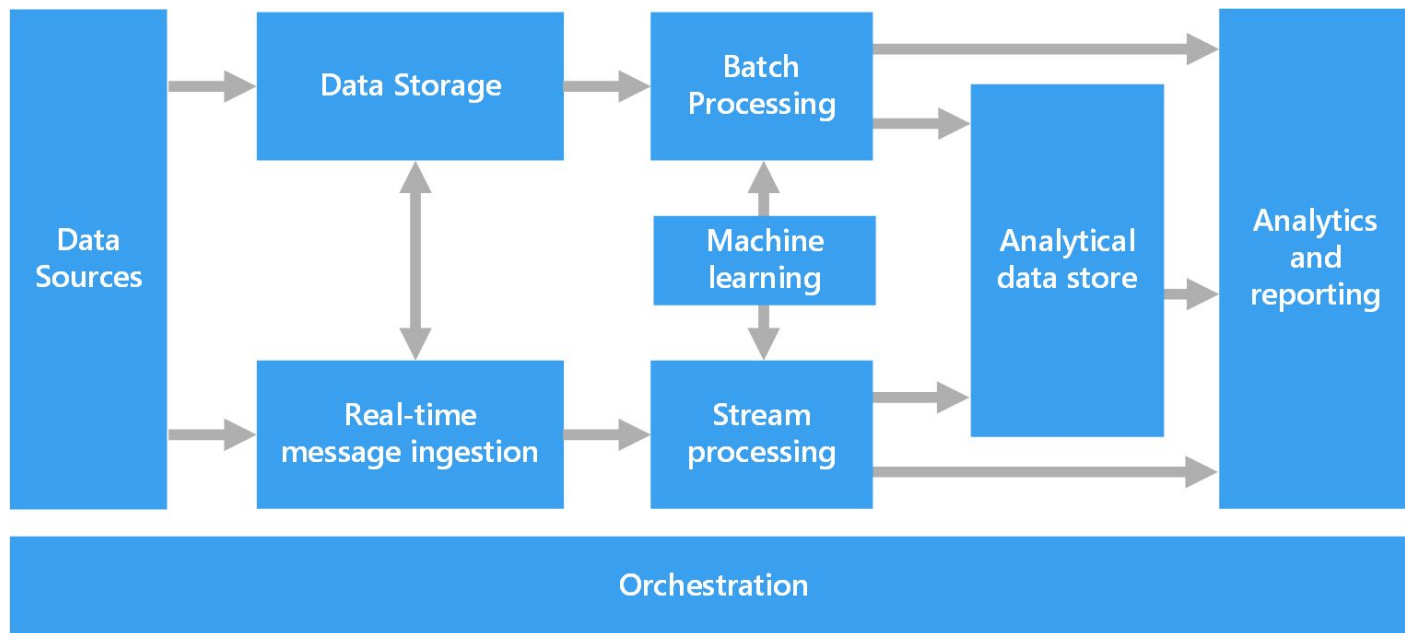 Data
Sources
Data Storage
Real-time
message ingestion
Batch
Processing
Machine
learning
Stream
processing
Analytical
data store
Analytics
and
reporting
Orchestration